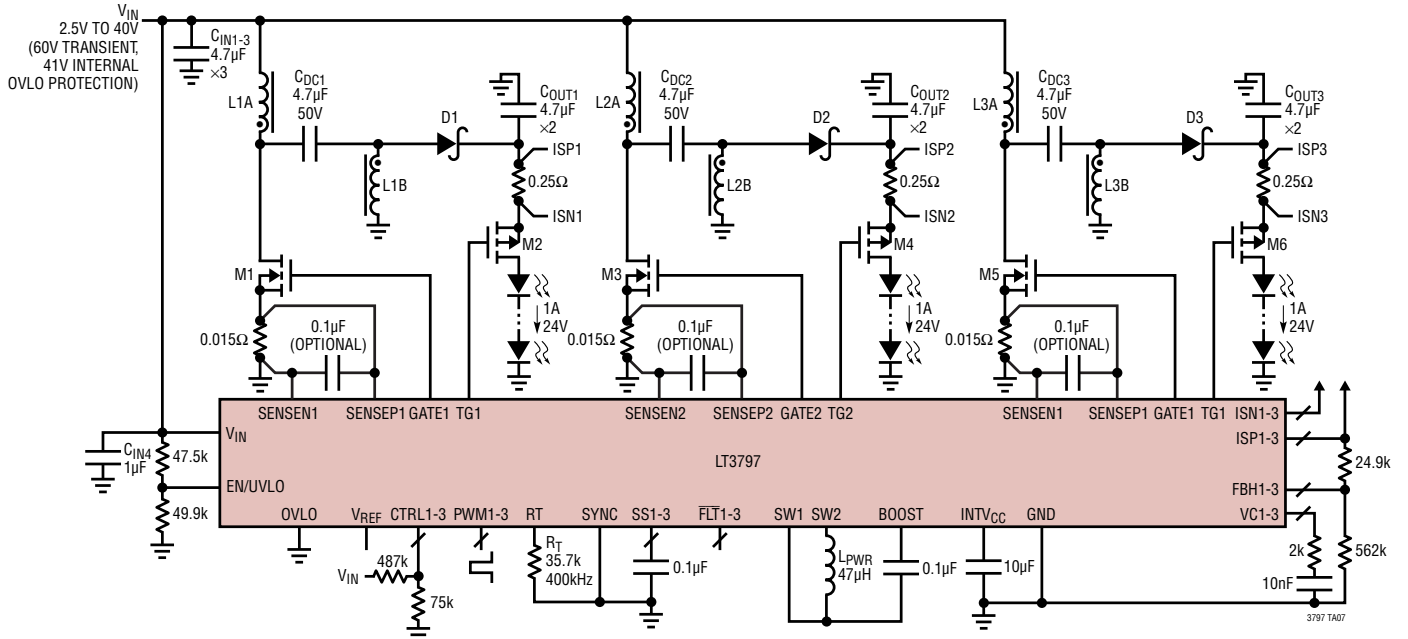 VIN
2.5V TO 40V
(60V TRANSIENT,
41V INTERNAL
OVLO PROTECTION)
CIN1-3
4.7µF
×3
L1A
CDC1
4.7µF
50V
D1
COUT1
4.7µF
×2
ISP1
0.25Ω
ISN1
L1B
M1
M2
1A
24V
0.015Ω
0.1µF
(OPTIONAL)
L2A
CDC2
4.7µF
50V
D2
COUT2
4.7µF
×2
ISP2
0.25Ω
ISN2
L2B
M3
M4
1A
24V
0.015Ω
0.1µF
(OPTIONAL)
L3A
CDC3
4.7µF
50V
D3
COUT3
4.7µF
×2
ISP3
0.25Ω
ISN3
L3B
M5
M6
1A
24V
0.015Ω
0.1µF
(OPTIONAL)
SENSEN1 SENSEP1 GATE1 TG1
SENSEN2 SENSEP2 GATE2 TG2
SENSEN1 SENSEP1 GATE1 TG1
ISN1-3
ISP1-3
FBH1-3
VC1-3
VIN
EN/UVLO
LT3797
CIN4
1µF
47.5k
49.9k
OVLO VREF CTRL1-3 PWM1-3 RT SYNC SS1-3 FLT1-3 SW1 SW2 BOOST INTVCC GND
24.9k
562k
2k
10nF
VIN
487k
75k
RT
35.7k
400kHz
0.1µF
LPWR
47µH
0.1µF
10µF
3797 TA07